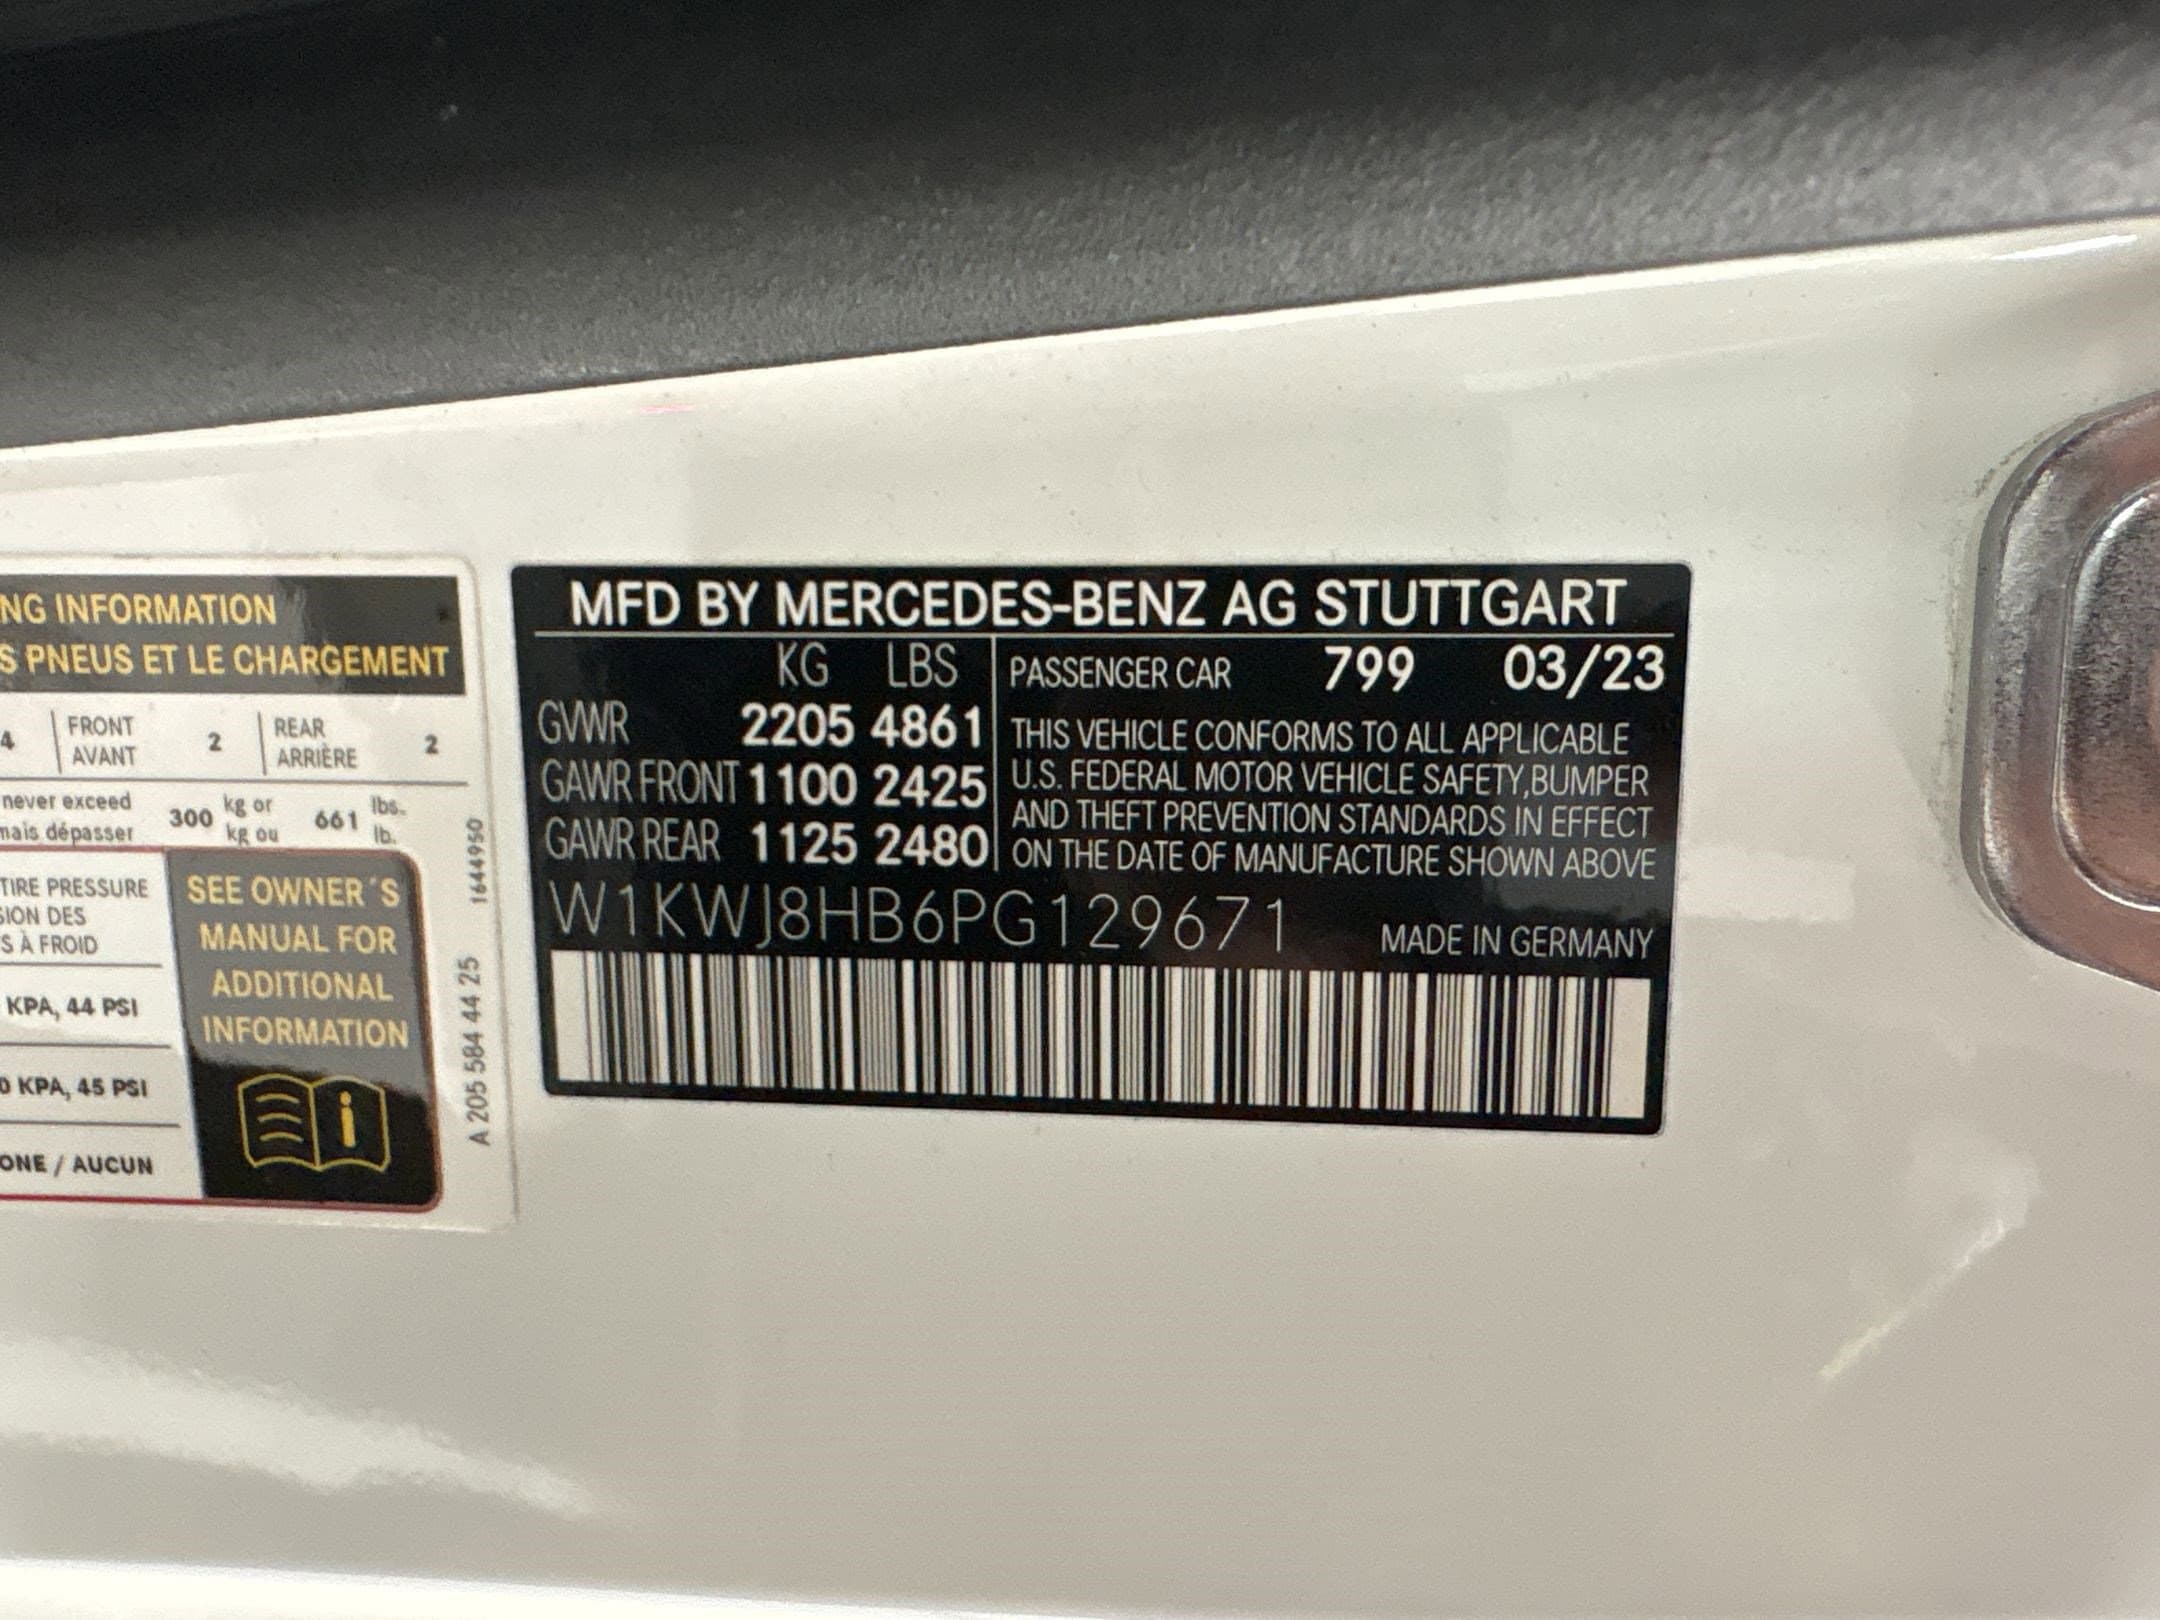 NG INFORMATION
S PNEUS ET LE CHARGEMENT
4 FRONT AVANT 2 REAR ARRIÈRE 2
never exceed 300 kg or 661 lbs.
mais dépasser kg ou lb.
TIRE PRESSURE
SION DES
S À FROID
KPA, 44 PSI
0 KPA, 45 PSI
ONE / AUCUN
SEE OWNER´S
MANUAL FOR
ADDITIONAL
INFORMATION
i
A 205 584 44 25 1644950
MFD BY MERCEDES-BENZ AG STUTTGART
KG LBS
GVWR 2205 4861
GAWR FRONT 1100 2425
GAWR REAR 1125 2480
PASSENGER CAR 799 03/23
THIS VEHICLE CONFORMS TO ALL APPLICABLE
U.S. FEDERAL MOTOR VEHICLE SAFETY,BUMPER
AND THEFT PREVENTION STANDARDS IN EFFECT
ON THE DATE OF MANUFACTURE SHOWN ABOVE
W1KWJ8HB6PG129671
MADE IN GERMANY